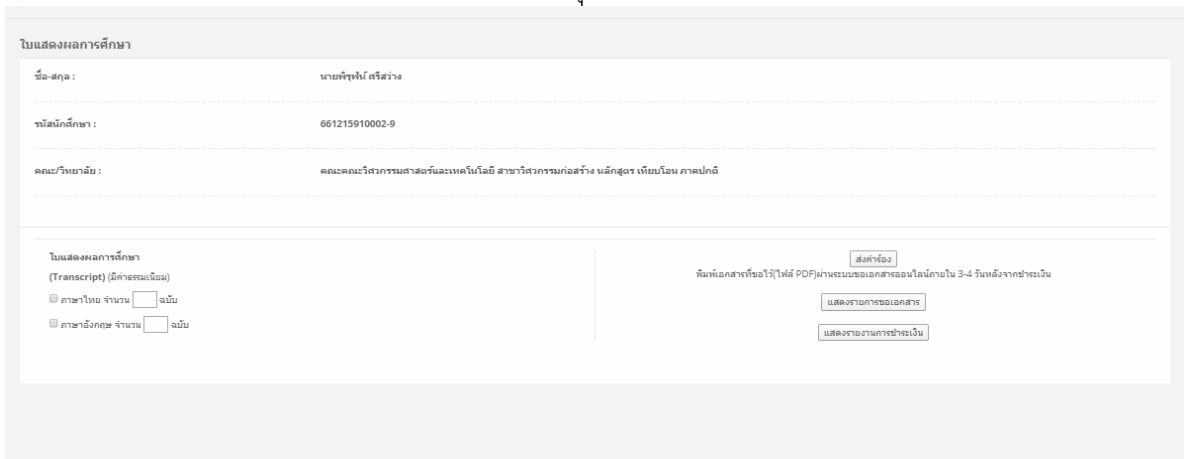 ใบแสดงผลการศึกษา
ชื่อ-สกุล : นายพิรุฬน์ ศรีสว่าง
รหัสนักศึกษา : 661215910002-9
คณะ/วิทยาลัย : คณะคณะวิศวกรรมศาสตร์และเทคโนโลยี สาขาวิศวกรรมก่อสร้าง หลักสูตร เทียบโอน ภาคปกติ
ใบแสดงผลการศึกษา
(Transcript) (มีค่าธรรมเนียม)
ภาษาไทย จำนวน ฉบับ
ภาษาอังกฤษ จำนวน ฉบับ
ส่งคำร้อง
พิมพ์เอกสารที่ขอไว้(ไฟล์ PDF)ผ่านระบบขอเอกสารออนไลน์ภายใน 3-4 วันหลังจากชำระเงิน
แสดงรายการขอเอกสาร
แสดงรายงานการชำระเงิน